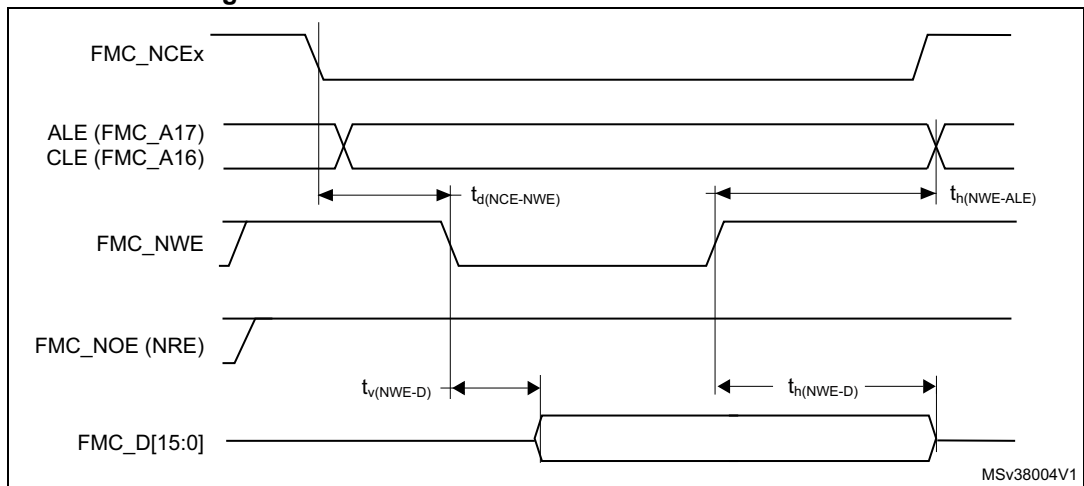 FMC_NCEx
ALE (FMC_A17)
CLE (FMC_A16)
td(NCE-NWE)
th(NWE-ALE)
FMC_NWE
FMC_NOE (NRE)
tv(NWE-D)
th(NWE-D)
FMC_D[15:0]
MSv38004V1